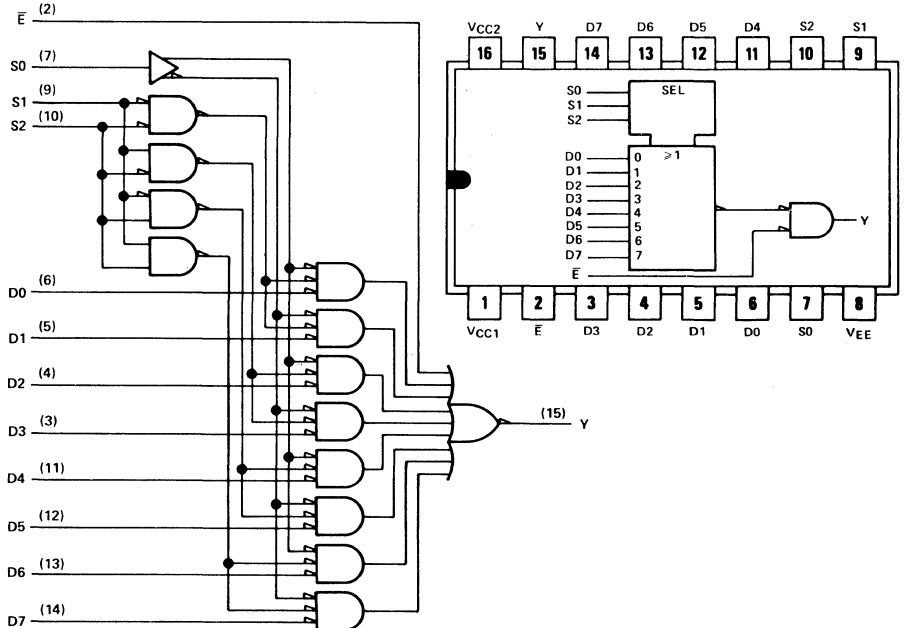 E̅ (2)
S0 (7)
S1 (9)
S2 (10)
D0 (6)
D1 (5)
D2 (4)
D3 (3)
D4 (11)
D5 (12)
D6 (13)
D7 (14)
(15) Y
VCC2 Y D7 D6 D5 D4 S2 S1
16 15 14 13 12 11 10 9
SEL
S0
S1
S2
≥1
D0 0
D1 1
D2 2
D3 3
D4 4
D5 5
D6 6
D7 7
E̅
Y
1 2 3 4 5 6 7 8
VCC1 E̅ D3 D2 D1 D0 S0 VEE